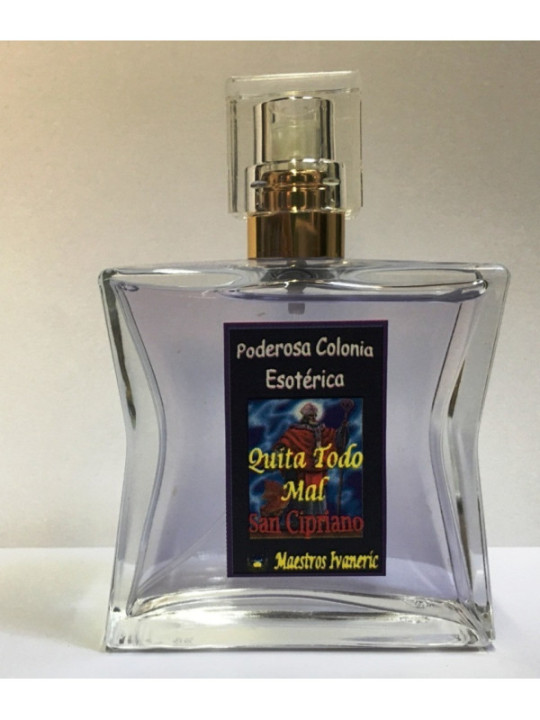 Poderosa Colonia
Esotérica
Quita Todo
Mal
San Cipriano
Maestros Ivaneric